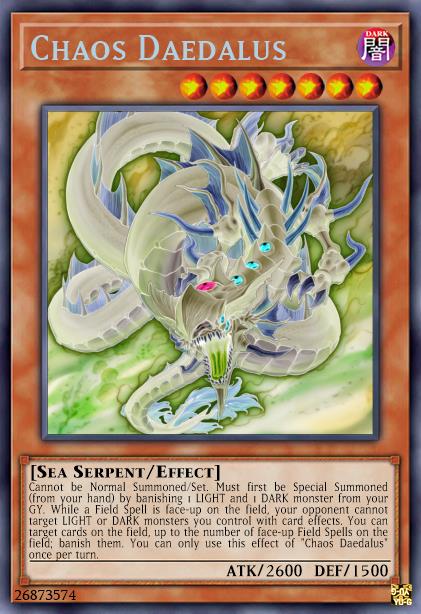 Chaos Daedalus
DARK
闇
[Sea Serpent/Effect]
Cannot be Normal Summoned/Set. Must first be Special Summoned
(from your hand) by banishing 1 LIGHT and 1 DARK monster from your
GY. While a Field Spell is face-up on the field, your opponent cannot
target LIGHT or DARK monsters you control with card effects. You can
target cards on the field, up to the number of face-up Field Spells on the
field; banish them. You can only use this effect of "Chaos Daedalus"
once per turn.
ATK/2600 DEF/1500
26873574